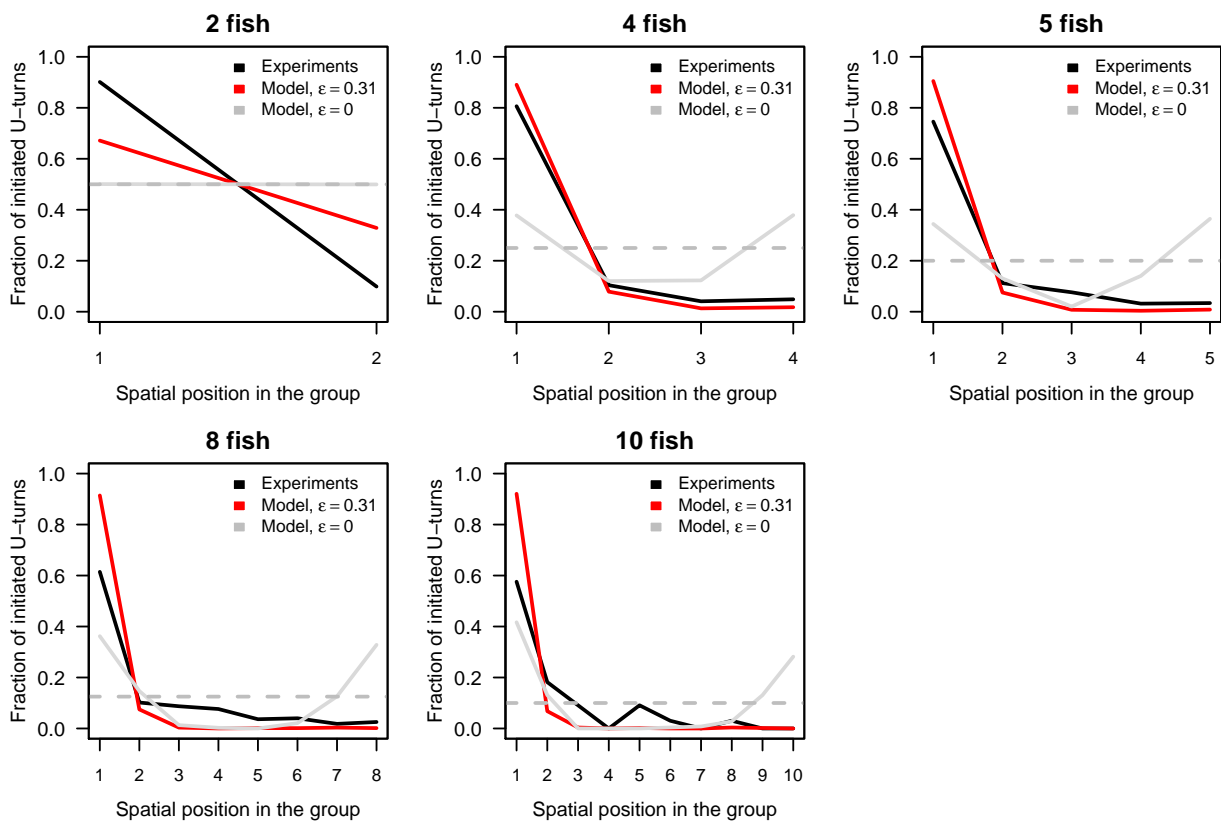 2 fish
Fraction of initiated U−turns
1.0
0.8
0.6
0.4
0.2
0.0
Experiments
Model, ε = 0.31
Model, ε = 0
1 2
Spatial position in the group
4 fish
Fraction of initiated U−turns
1.0
0.8
0.6
0.4
0.2
0.0
Experiments
Model, ε = 0.31
Model, ε = 0
1 2 3 4
Spatial position in the group
5 fish
Fraction of initiated U−turns
1.0
0.8
0.6
0.4
0.2
0.0
Experiments
Model, ε = 0.31
Model, ε = 0
1 2 3 4 5
Spatial position in the group
8 fish
Fraction of initiated U−turns
1.0
0.8
0.6
0.4
0.2
0.0
Experiments
Model, ε = 0.31
Model, ε = 0
1 2 3 4 5 6 7 8
Spatial position in the group
10 fish
Fraction of initiated U−turns
1.0
0.8
0.6
0.4
0.2
0.0
Experiments
Model, ε = 0.31
Model, ε = 0
1 2 3 4 5 6 7 8 9 10
Spatial position in the group